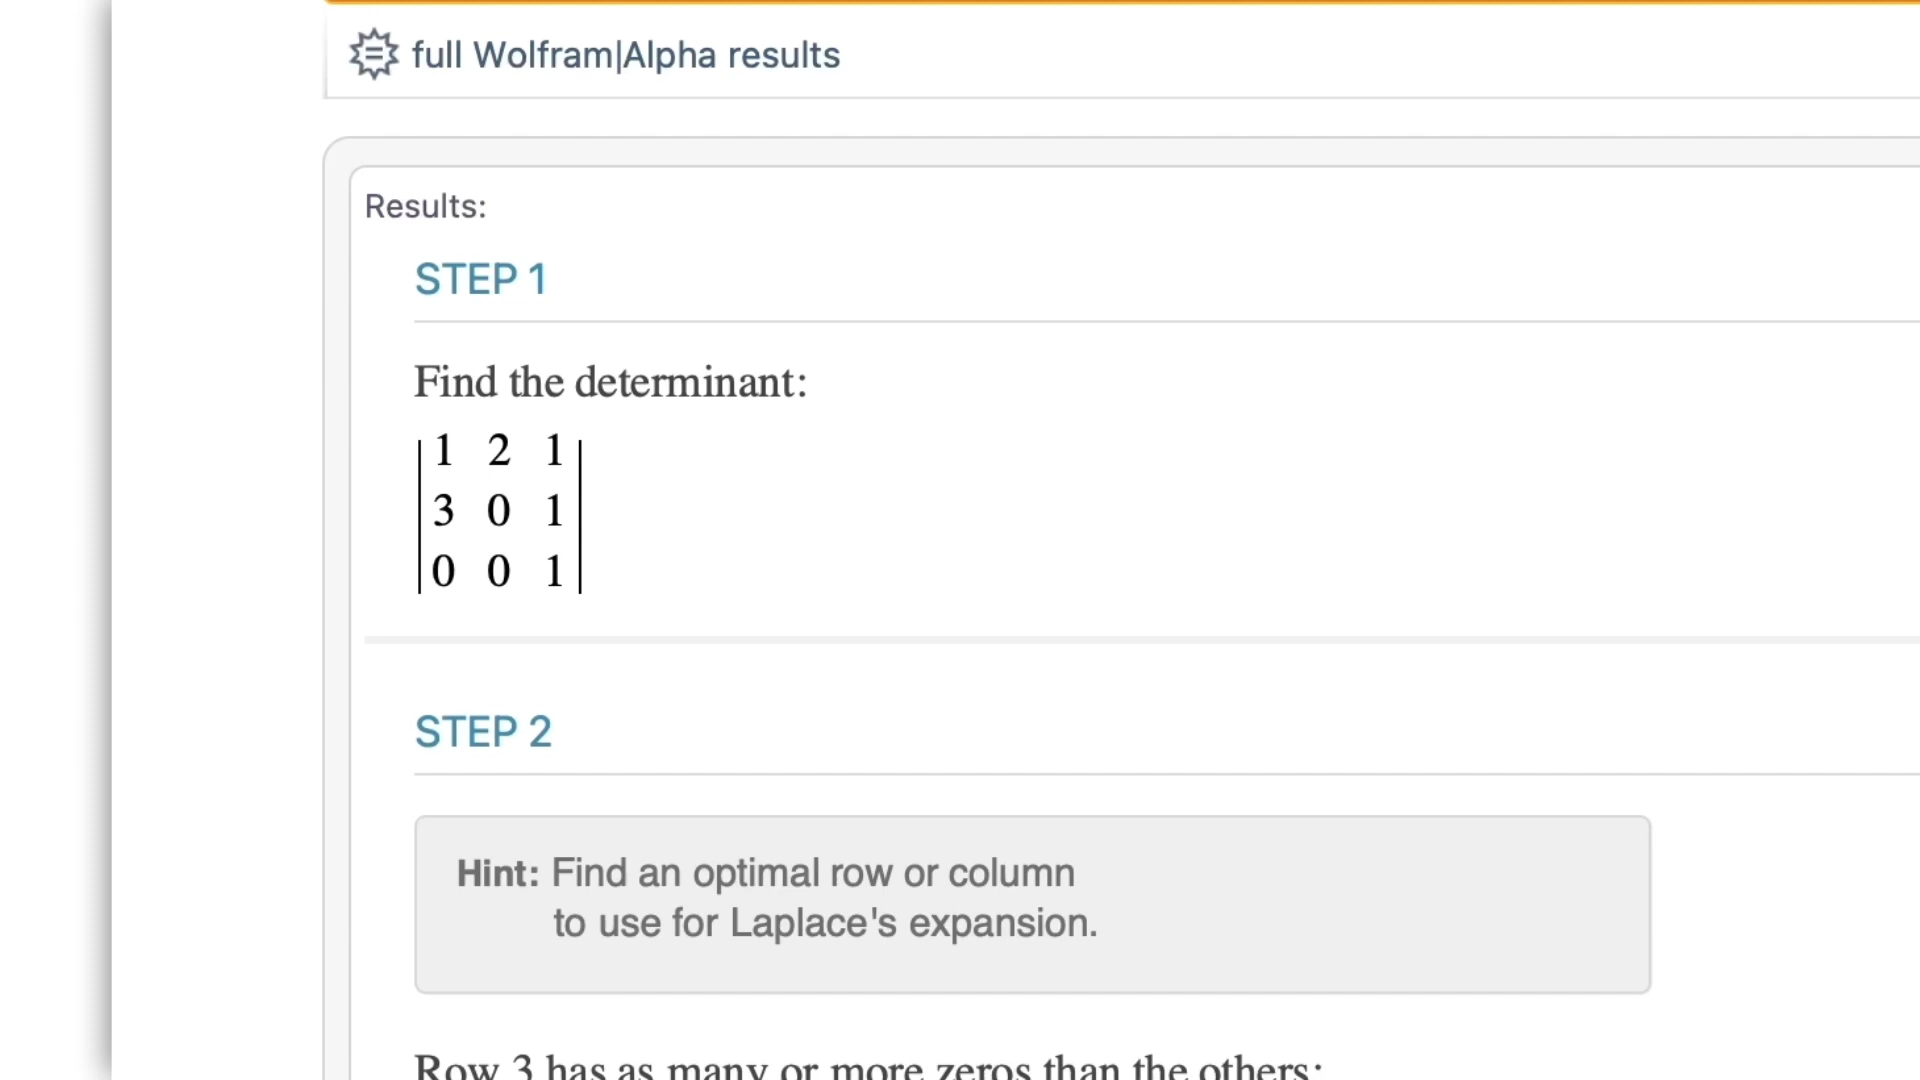 full Wolfram|Alpha results
Results:
STEP 1
Find the determinant:
1 2 1
3 0 1
0 0 1
STEP 2
Hint: Find an optimal row or column
to use for Laplace's expansion.
Row 3 has as many or more zeros than the others: